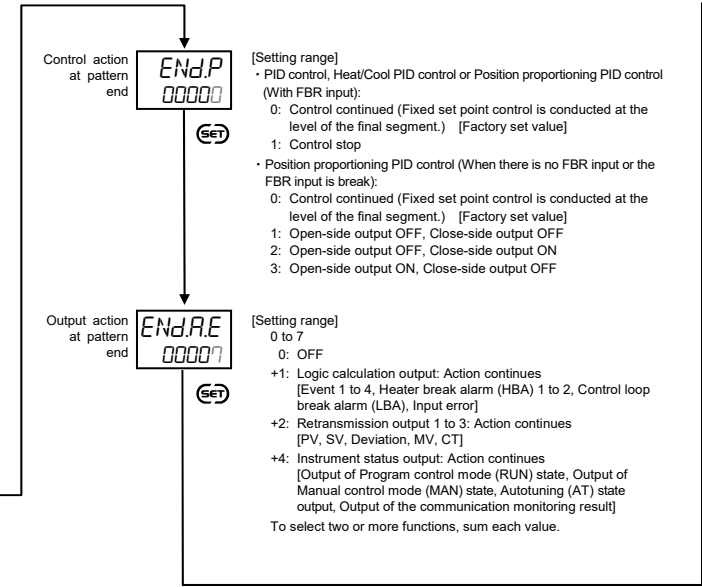 Control action
at pattern
end
ENd.P
00000
SET
[Setting range]
・PID control, Heat/Cool PID control or Position proportioning PID control
(With FBR input):
0: Control continued (Fixed set point control is conducted at the
level of the final segment.) [Factory set value]
1: Control stop
・Position proportioning PID control (When there is no FBR input or the
FBR input is break):
0: Control continued (Fixed set point control is conducted at the
level of the final segment.) [Factory set value]
1: Open-side output OFF, Close-side output OFF
2: Open-side output OFF, Close-side output ON
3: Open-side output ON, Close-side output OFF
Output action
at pattern
end
ENd.A.E
00007
SET
[Setting range]
0 to 7
0: OFF
+1: Logic calculation output: Action continues
[Event 1 to 4, Heater break alarm (HBA) 1 to 2, Control loop
break alarm (LBA), Input error]
+2: Retransmission output 1 to 3: Action continues
[PV, SV, Deviation, MV, CT]
+4: Instrument status output: Action continues
[Output of Program control mode (RUN) state, Output of
Manual control mode (MAN) state, Autotuning (AT) state
output, Output of the communication monitoring result]
To select two or more functions, sum each value.